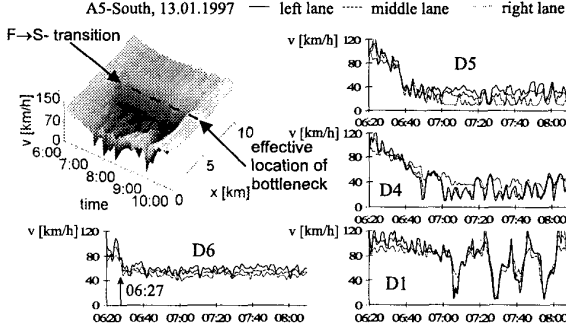 A5-South, 13.01.1997 left lane middle lane right lane
F→S- transition
v [km/h]
150
70
0
6:00
7:00
8:00
9:00
10:00
time
0
5
10
x [km]
effective
location of
bottleneck
v [km/h]
120
80
40
0
D5
06:20 06:40 07:00 07:20 07:40 08:00
v [km/h]
120
80
40
0
D4
06:20 06:40 07:00 07:20 07:40 08:00
v [km/h]
120
80
40
0
D6
06:27
06:20 06:40 07:00 07:20 07:40 08:00
v [km/h]
120
80
40
0
D1
06:20 06:40 07:00 07:20 07:40 08:00